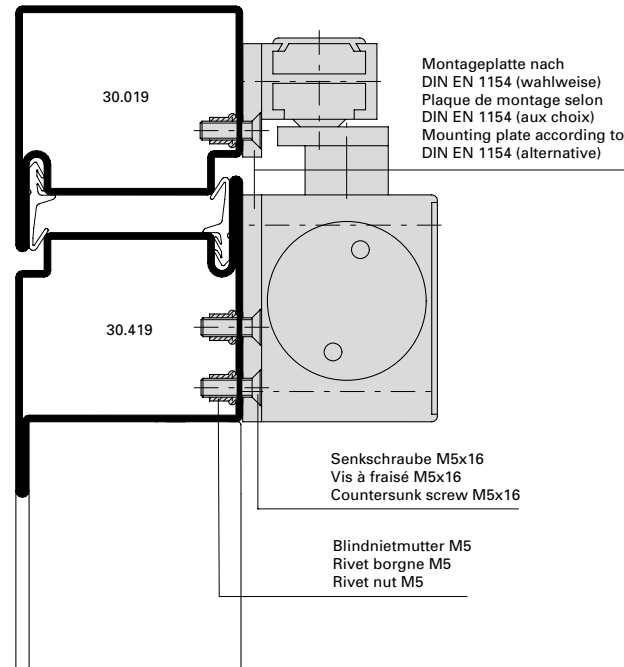 30.019
Montageplatte nach
DIN EN 1154 (wahlweise)
Plaque de montage selon
DIN EN 1154 (aux choix)
Mounting plate according to
DIN EN 1154 (alternative)
30.419
Senkschraube M5x16
Vis à fraisé M5x16
Countersunk screw M5x16
Blindnietmutter M5
Rivet borgne M5
Rivet nut M5